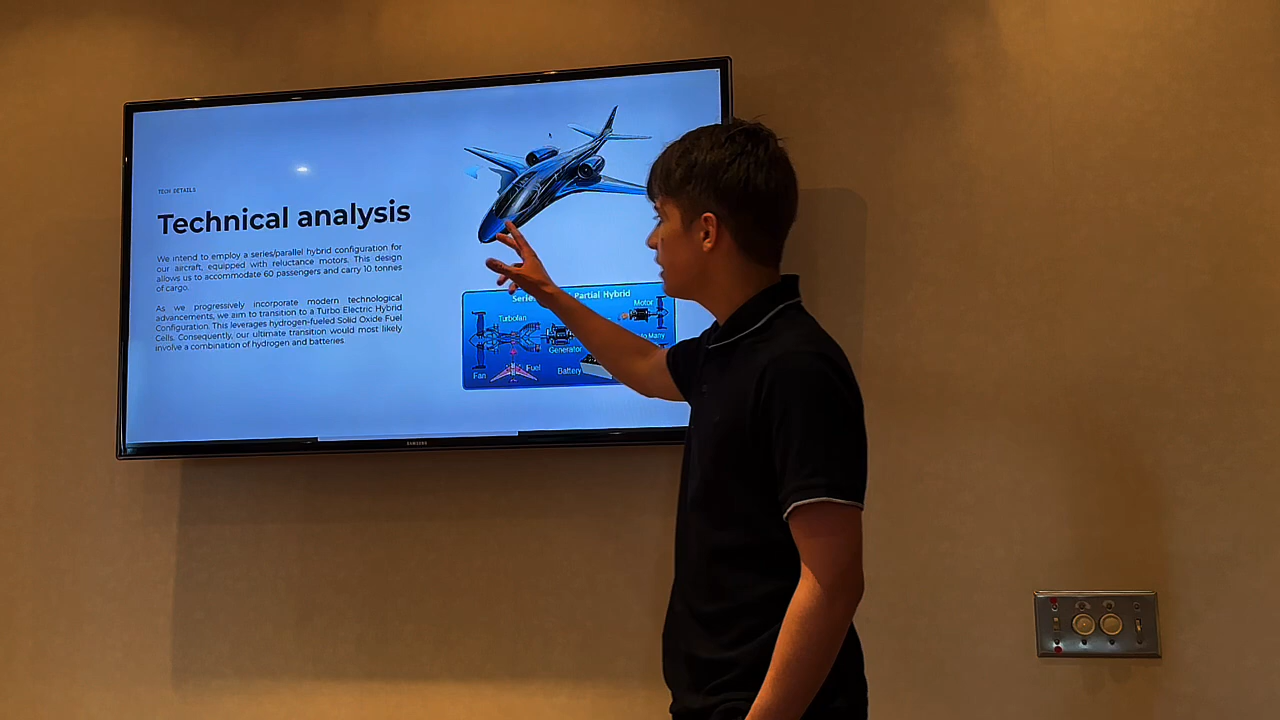 TECH DETAILS
Technical analysis
We intend to employ a series/parallel hybrid configuration for
our aircraft, equipped with reluctance motors. This design
allows us to accommodate 60 passengers and carry 10 tonnes
of cargo.
As we progressively incorporate modern technological
advancements, we aim to transition to a Turbo Electric Hybrid
Configuration. This leverages hydrogen-fueled Solid Oxide Fuel
Cells. Consequently, our ultimate transition would most likely
involve a combination of hydrogen and batteries.
Partial Hybrid
Motor
Turbofan
to Many
Generator
Fuel
Fan
Battery
SAMSUNG